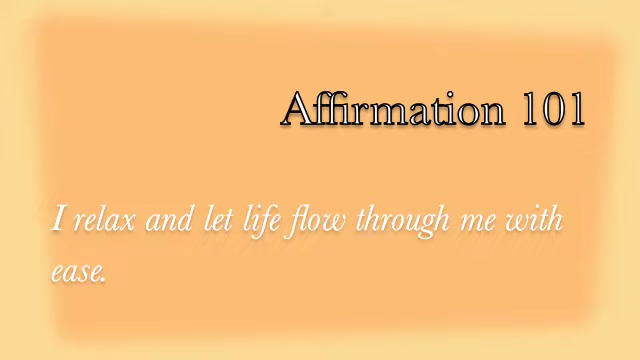 Affirmation 101
I relax and let life flow through me with
ease.